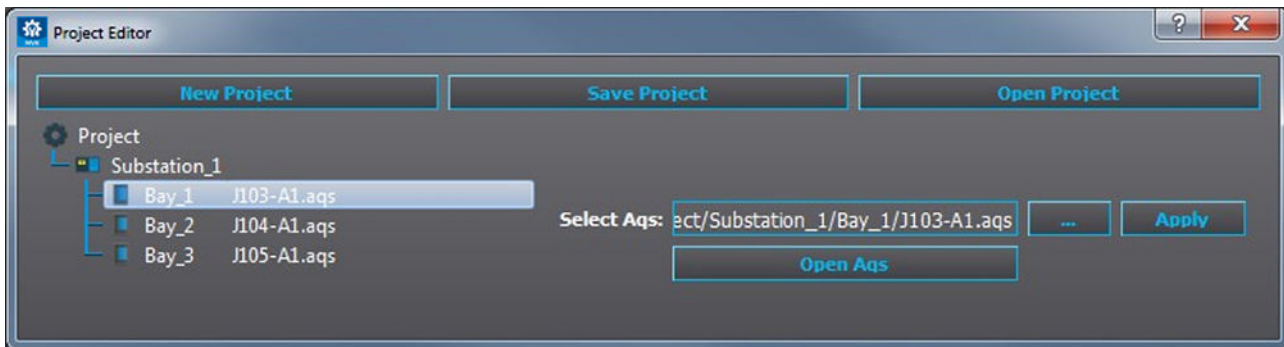 Project Editor
New Project Save Project Open Project
Project
Substation_1
Bay_1 J103-A1.aqs
Bay_2 J104-A1.aqs
Bay_3 J105-A1.aqs
Select Aqs: ect/Substation_1/Bay_1/J103-A1.aqs ... Apply
Open Aqs